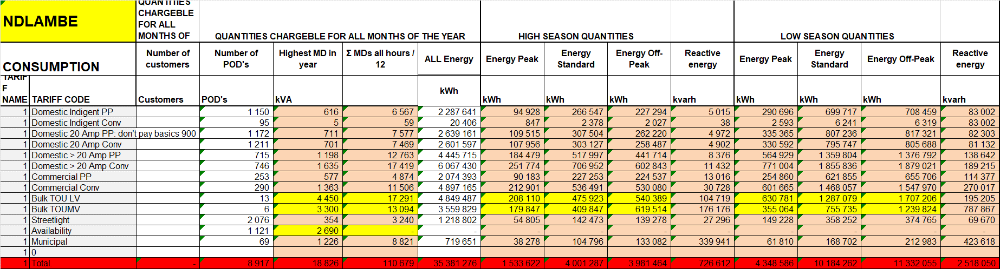 QUANTITIES
CHARGEBLE
FOR ALL
MONTHS OF
NDLAMBE
QUANTITIES CHARGEBLE FOR ALL MONTHS OF THE YEAR
HIGH SEASON QUANTITIES
LOW SEASON QUANTITIES
CONSUMPTION
Number of customers | Number of POD's | Highest MD in year | Σ MDs all hours / 12 | ALL Energy | Energy Peak | Energy Standard | Energy Off-Peak | Reactive energy | Energy Peak | Energy Standard | Energy Off-Peak | Reactive energy
TARIF
F
NAME | TARIFF CODE | Customers | POD's | kVA | kWh | kWh | kWh | kWh | kvarh | kWh | kWh | kWh | kvarh
1 | Domestic Indigent PP | 1 150 | 616 | 6 567 | 2 287 641 | 94 928 | 266 547 | 227 294 | 5 015 | 290 696 | 699 717 | 708 459 | 83 002
1 | Domestic Indigent Conv | 95 | 5 | 59 | 20 406 | 847 | 2 378 | 2 027 | 38 | 2 593 | 6 241 | 6 319 | 83 002
1 | Domestic 20 Amp PP: don't pay basics 900 | 1 172 | 711 | 7 577 | 2 639 161 | 109 515 | 307 504 | 262 220 | 4 972 | 335 365 | 807 236 | 817 321 | 82 303
1 | Domestic 20 Amp Conv | 1 211 | 701 | 7 469 | 2 601 597 | 107 956 | 303 127 | 258 487 | 4 902 | 330 592 | 795 747 | 805 688 | 81 132
1 | Domestic > 20 Amp PP | 715 | 1 198 | 12 763 | 4 445 715 | 184 479 | 517 997 | 441 714 | 8 376 | 564 929 | 1 359 804 | 1 376 792 | 138 642
1 | Domestic > 20 Amp Conv | 746 | 1 635 | 17 419 | 6 067 430 | 251 774 | 706 952 | 602 843 | 11 432 | 771 004 | 1 855 836 | 1 879 021 | 189 215
1 | Commercial PP | 253 | 577 | 4 874 | 2 074 393 | 90 183 | 227 253 | 224 537 | 13 016 | 254 860 | 621 855 | 655 706 | 114 377
1 | Commercial Conv | 290 | 1 363 | 11 506 | 4 897 165 | 212 901 | 536 491 | 530 080 | 30 728 | 601 665 | 1 468 057 | 1 547 970 | 270 017
1 | Bulk TOU LV | 13 | 4 450 | 17 291 | 4 849 487 | 208 110 | 475 923 | 540 389 | 104 719 | 630 781 | 1 287 079 | 1 707 206 | 195 205
1 | Bulk TOUMV | 6 | 3 300 | 13 094 | 3 559 829 | 179 847 | 409 847 | 619 514 | 176 176 | 355 064 | 755 735 | 1 239 824 | 787 867
1 | Streetlight | 2 076 | 354 | 3 240 | 1 218 802 | 54 805 | 142 473 | 139 278 | 27 296 | 149 228 | 358 252 | 374 765 | 69 670
1 | Availability | 1 121 | 2 690 | - | - | - | - | - | - | - | - | - | -
1 | Municipal | 69 | 1 226 | 8 821 | 719 651 | 38 278 | 104 796 | 133 082 | 339 941 | 61 810 | 168 702 | 212 983 | 423 618
1 | 0
1 | Total. | - | 8 917 | 18 826 | 110 679 | 35 381 276 | 1 533 622 | 4 001 287 | 3 981 464 | 726 612 | 4 348 586 | 10 184 262 | 11 332 055 | 2 518 050